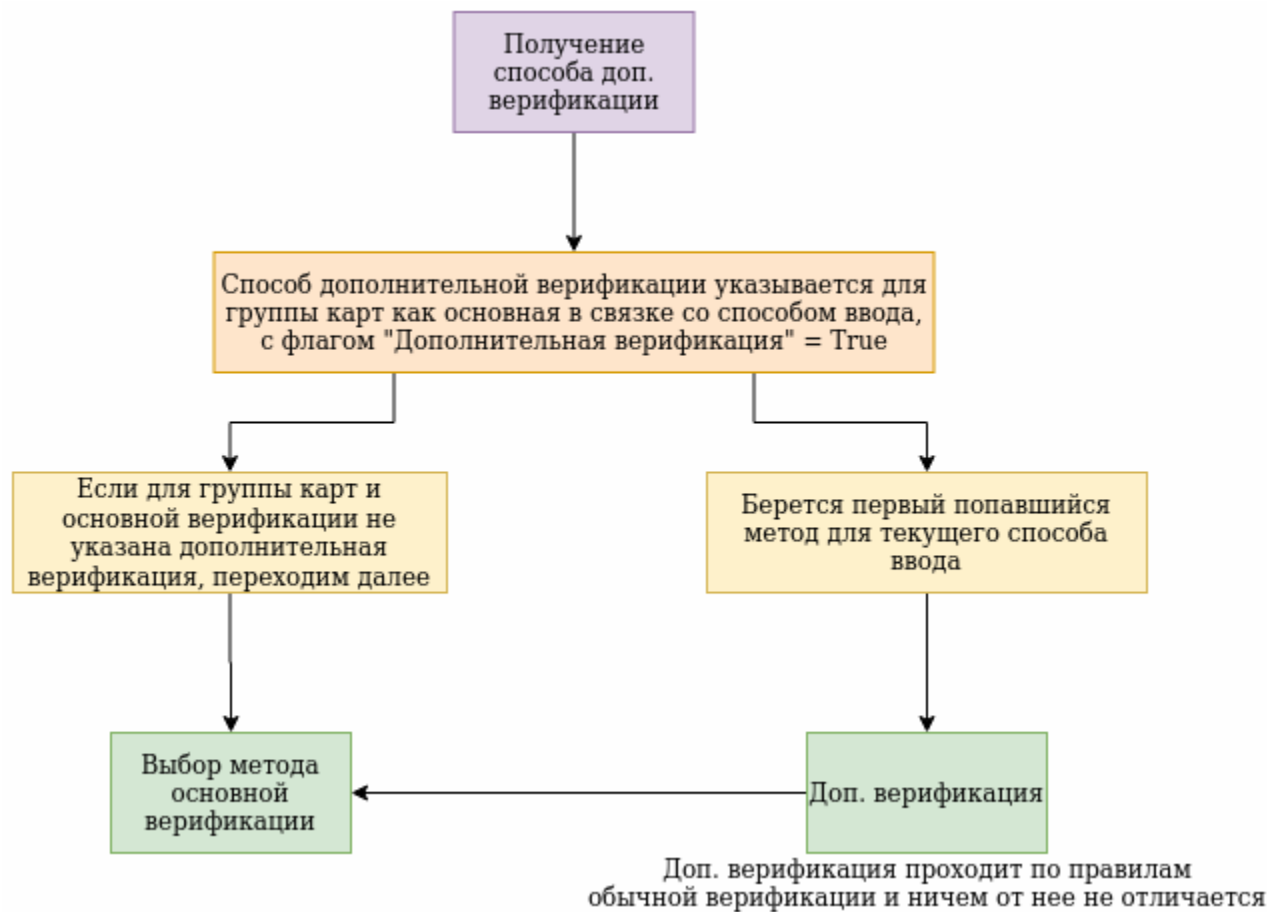 Получение
способа доп.
верификации
Способ дополнительной верификации указывается для
группы карт как основная в связке со способом ввода,
с флагом "Дополнительная верификация" = True
Если для группы карт и
основной верификации не
указана дополнительная
верификация, переходим далее
Берется первый попавшийся
метод для текущего способа
ввода
Выбор метода
основной
верификации
Доп. верификация
Доп. верификация проходит по правилам
обычной верификации и ничем от нее не отличается